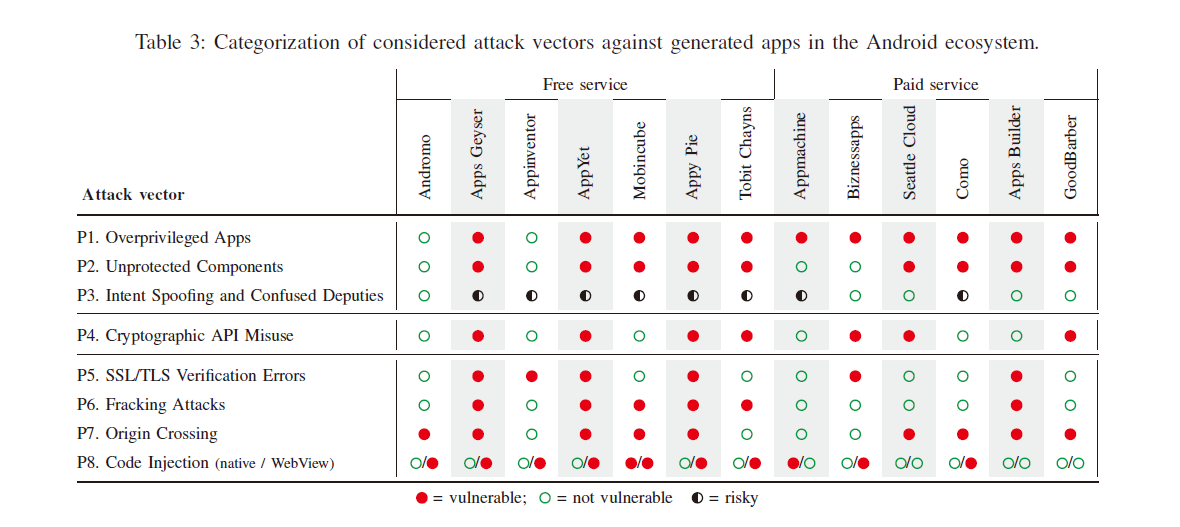 Table 3: Categorization of considered attack vectors against generated apps in the Android ecosystem.
Free service Paid service
Attack vector Andromo Apps Geyser Appinventor AppYet Mobincube Appy Pie Tobit Chayns Appmachine Biznessapps Seattle Cloud Como Apps Builder GoodBarber
P1. Overprivileged Apps ○ ● ○ ● ● ● ● ● ● ● ● ● ●
P2. Unprotected Components ○ ● ○ ● ● ● ● ○ ○ ● ● ● ●
P3. Intent Spoofing and Confused Deputies ○ ◐ ◐ ◐ ◐ ◐ ◐ ◐ ○ ○ ◐ ○ ○
P4. Cryptographic API Misuse ○ ● ○ ● ○ ● ● ○ ● ● ○ ○ ●
P5. SSL/TLS Verification Errors ○ ● ● ● ○ ● ○ ○ ● ○ ○ ● ○
P6. Fracking Attacks ○ ● ○ ● ● ● ● ○ ○ ○ ○ ● ○
P7. Origin Crossing ● ● ○ ● ● ● ○ ○ ○ ● ● ● ●
P8. Code Injection (native / WebView) ○/● ○/● ○/● ○/● ●/● ○/● ○/● ●/○ ○/● ○/○ ○/● ○/○ ○/○
● = vulnerable; ○ = not vulnerable ◐ = risky